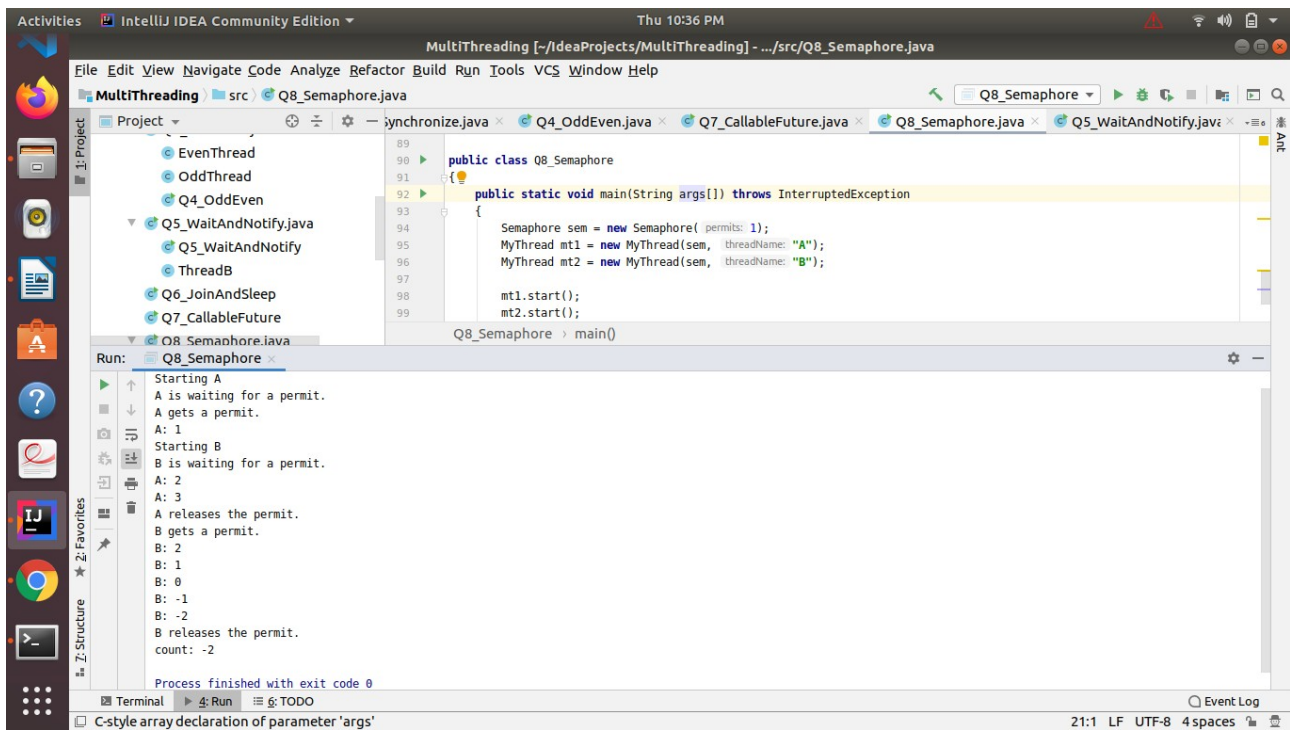 Activities IntelliJ IDEA Community Edition Thu 10:36 PM
MultiThreading [~/IdeaProjects/MultiThreading] - .../src/Q8_Semaphore.java
File Edit View Navigate Code Analyze Refactor Build Run Tools VCS Window Help
MultiThreading src Q8_Semaphore.java Q8_Semaphore
Project ynchronize.java Q4_OddEven.java Q7_CallableFuture.java Q8_Semaphore.java Q5_WaitAndNotify.java
1: Project
Ant
EvenThread
OddThread
Q4_OddEven
Q5_WaitAndNotify.java
Q5_WaitAndNotify
ThreadB
Q6_JoinAndSleep
Q7_CallableFuture
Q8_Semaphore.java
89
90 public class Q8_Semaphore
91 {
92 public static void main(String args[]) throws InterruptedException
93 {
94 Semaphore sem = new Semaphore( permits: 1);
95 MyThread mt1 = new MyThread(sem, threadName: "A");
96 MyThread mt2 = new MyThread(sem, threadName: "B");
97
98 mt1.start();
99 mt2.start();
Q8_Semaphore › main()
Run: Q8_Semaphore
Starting A
A is waiting for a permit.
A gets a permit.
A: 1
Starting B
B is waiting for a permit.
A: 2
A: 3
A releases the permit.
B gets a permit.
B: 2
B: 1
B: 0
B: -1
B: -2
B releases the permit.
count: -2
Process finished with exit code 0
2: Favorites
7: Structure
Terminal 4: Run 6: TODO Event Log
C-style array declaration of parameter 'args' 21:1 LF UTF-8 4 spaces